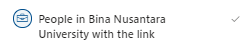 People in Bina Nusantara
University with the link